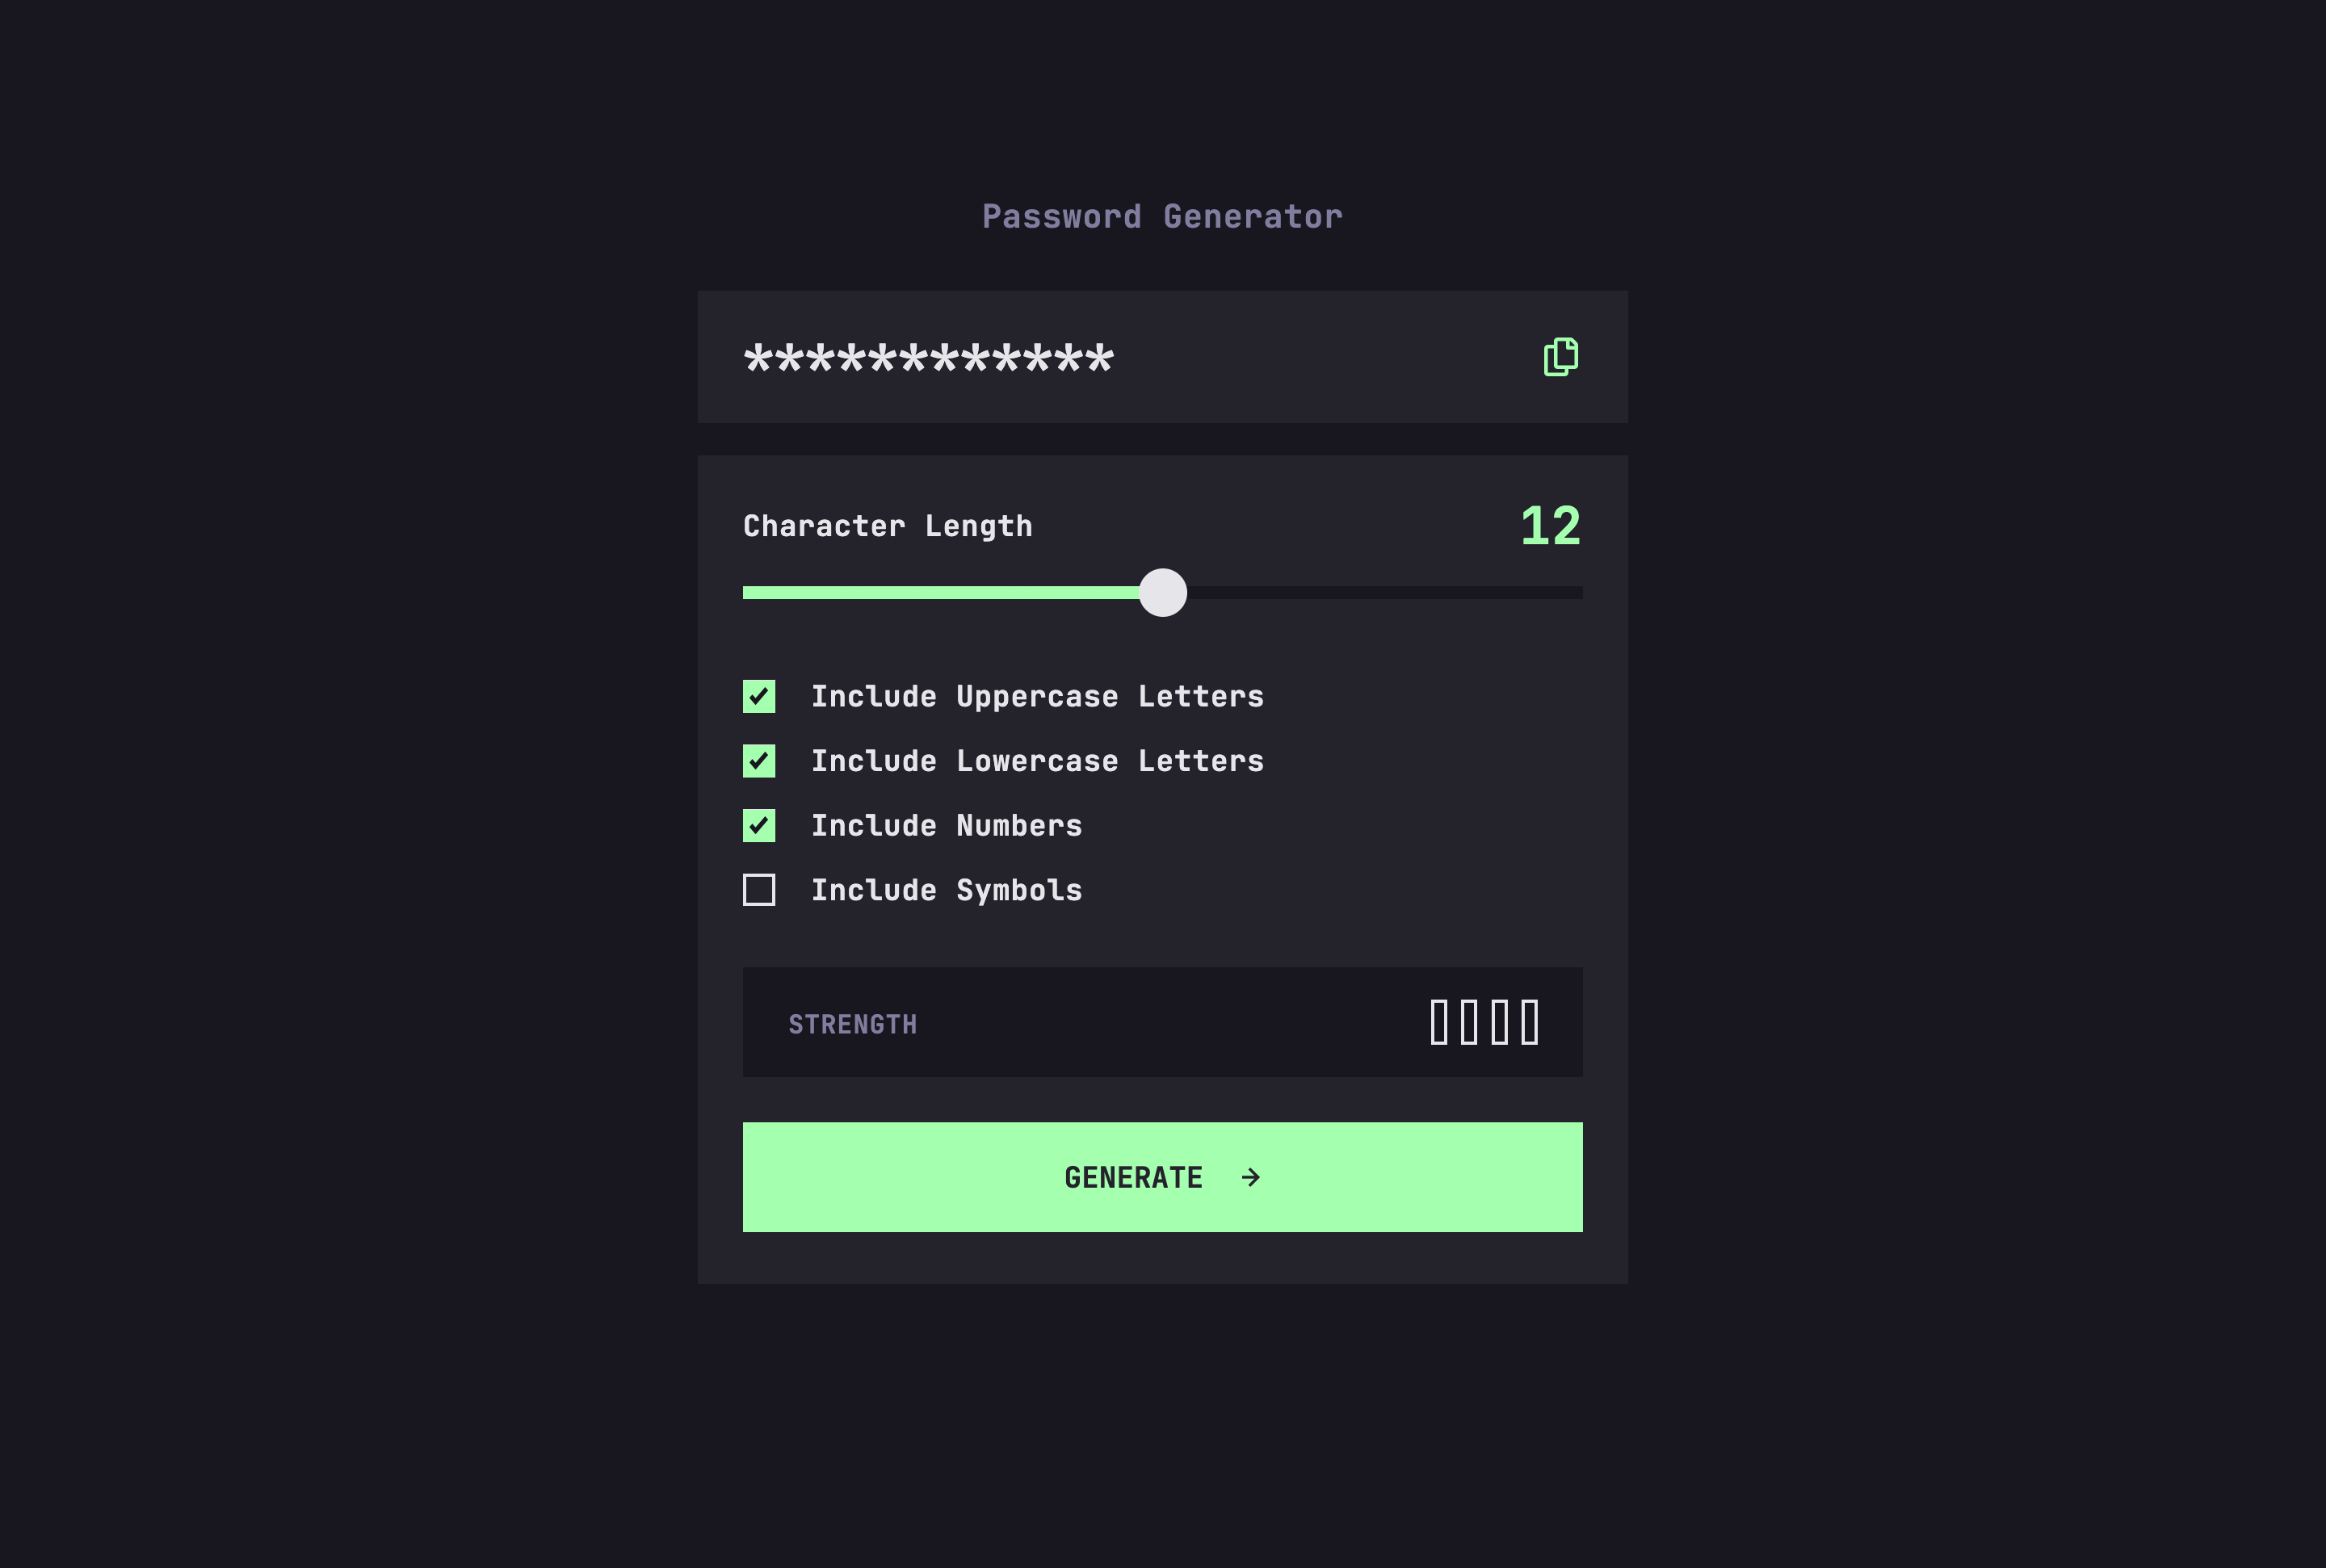 Password Generator
************
Character Length
12
Include Uppercase Letters
Include Lowercase Letters
Include Numbers
Include Symbols
STRENGTH
GENERATE →